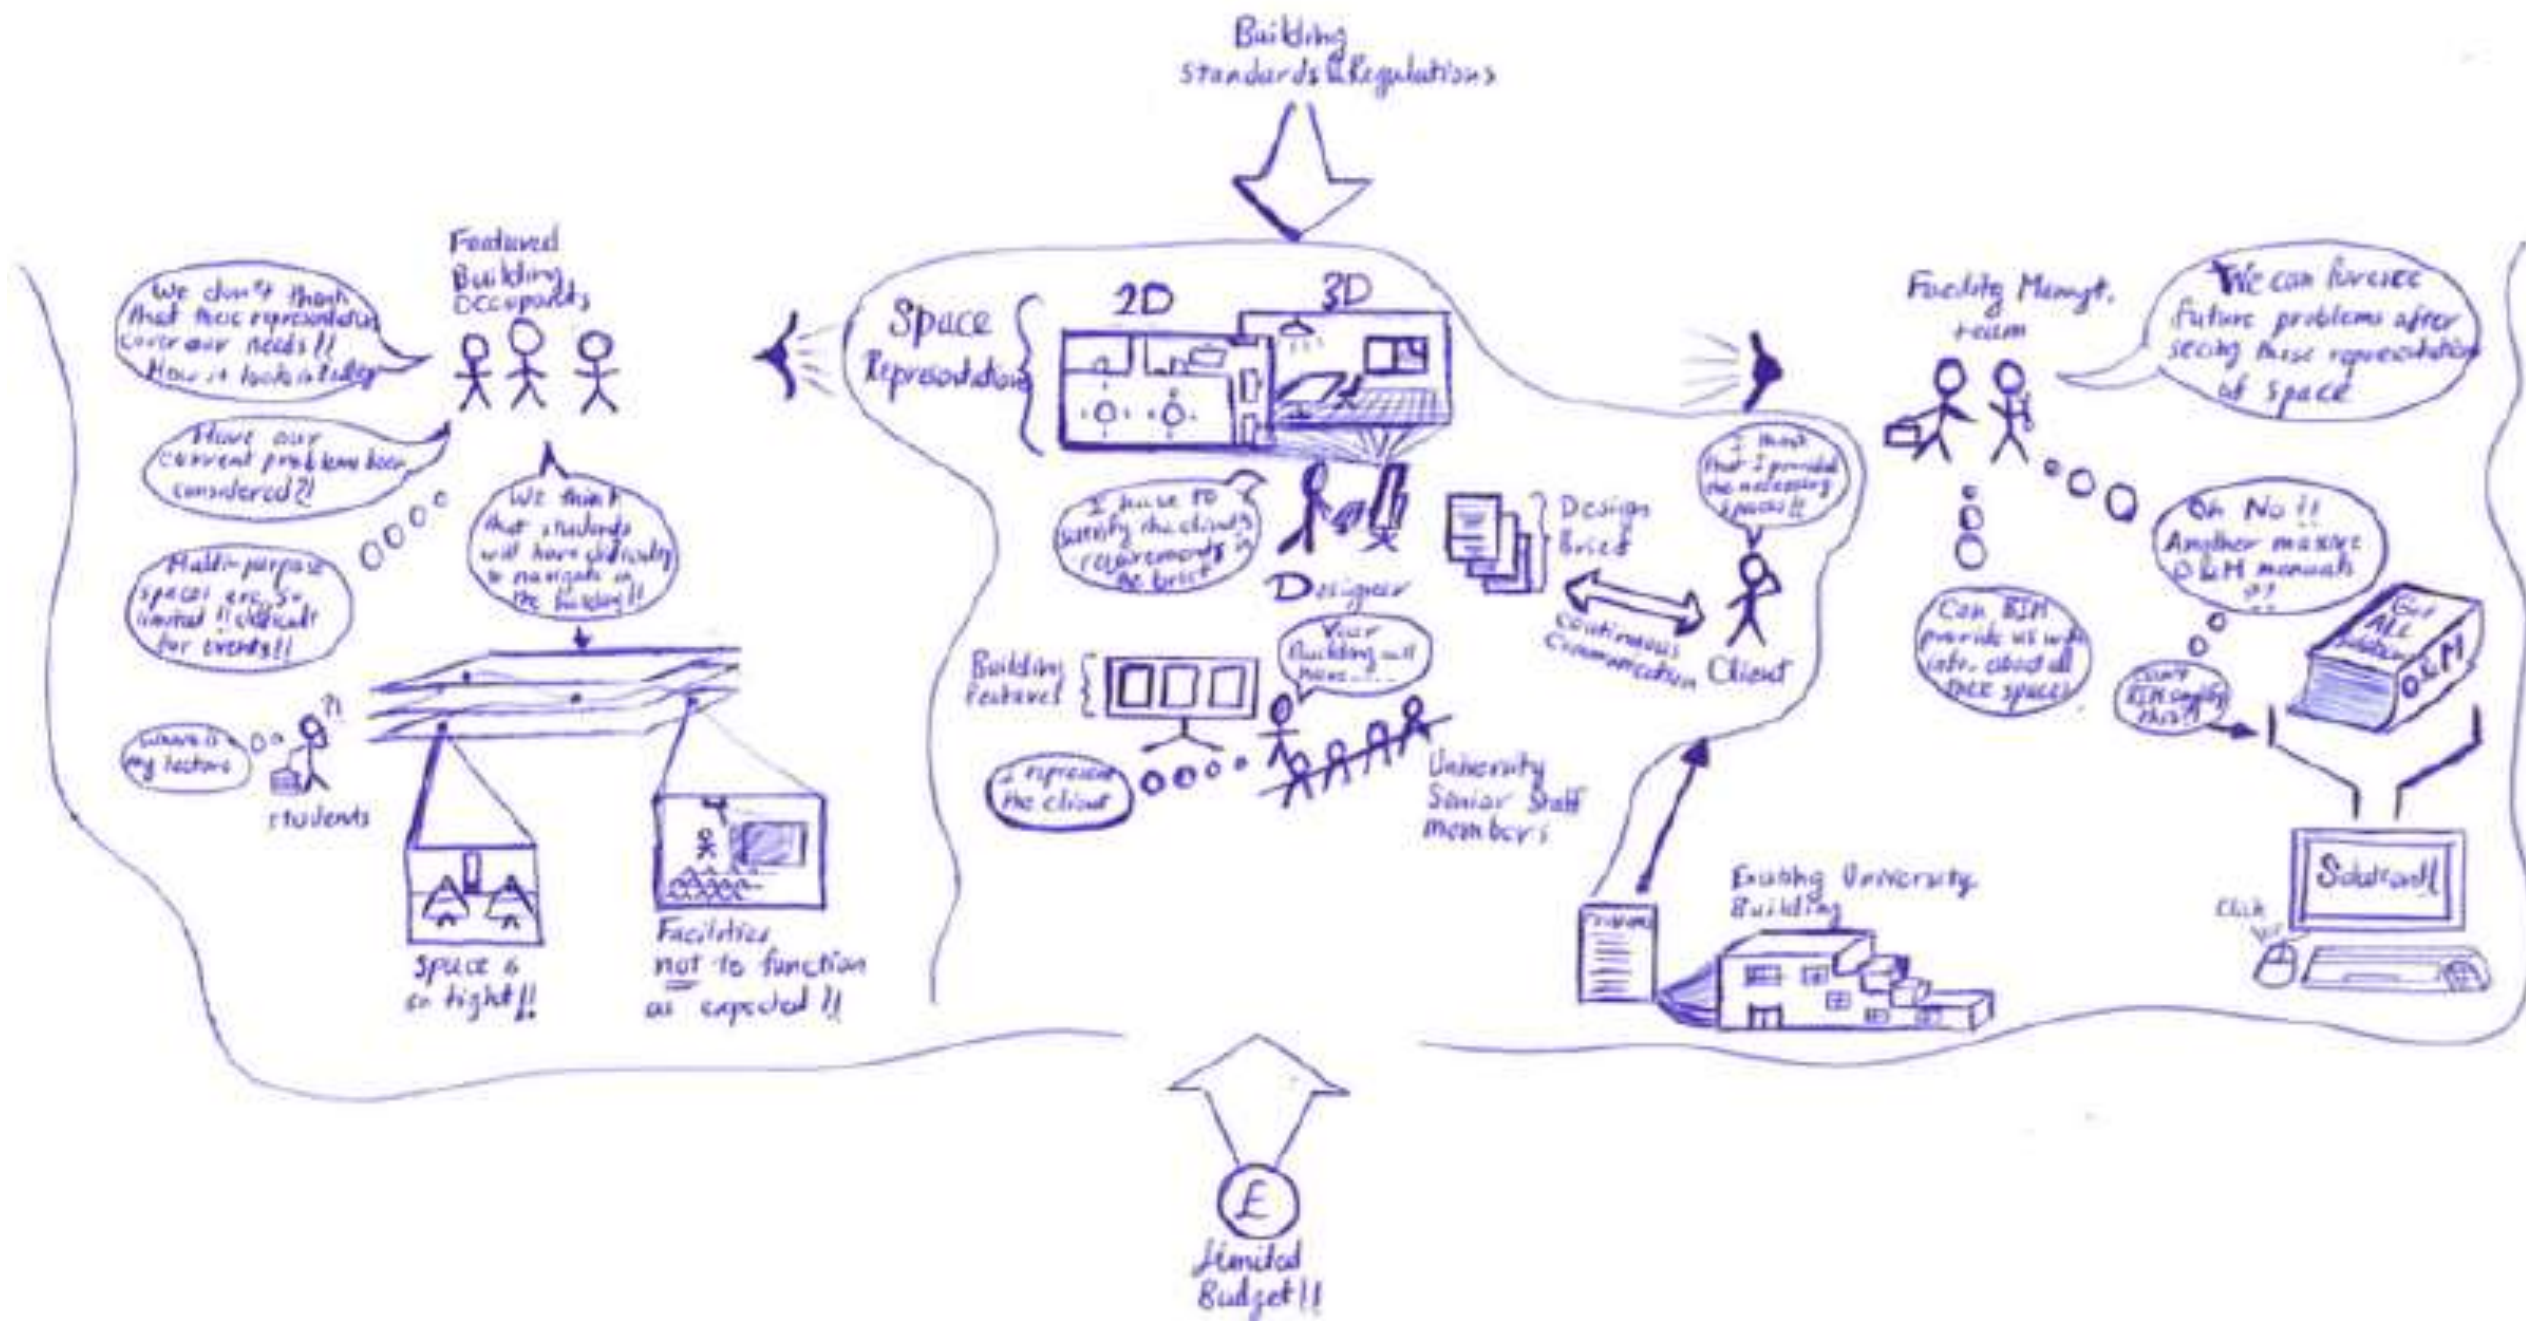 Building
Standards & Regulations
Featured
Building
Occupants
We don't think
that these representation
cover our needs!!
How it looks
Have our
current problems been
considered?!
We think
that students
will have difficulty
to navigate in
the building!!
Multi-purpose
spaces are so
limited!! difficult
for events!!
Where is
my lecture
?!
students
Space is
so tight!!
Facilities
not to function
as expected!!
Space
Representation
2D
3D
I have to
satisfy the client's
requirements in
the brief
Designer
Design
Brief
I think
that I provided
the necessary
spaces!!
Continuous
Communication
Client
Building
Features
Your
Building will
have.....
I represent
the client
University
Senior Staff
members
Existing University
Building
Facility Memgt.
team
We can foresee
future problems after
seeing these representation
of space
Oh No!!
Another massive
O&M manuals
??
Can BIM
provide us with
info. about all
these spaces
Can't
BIM
this?!
ALL
O&M
Click
£
Limited
Budget!!